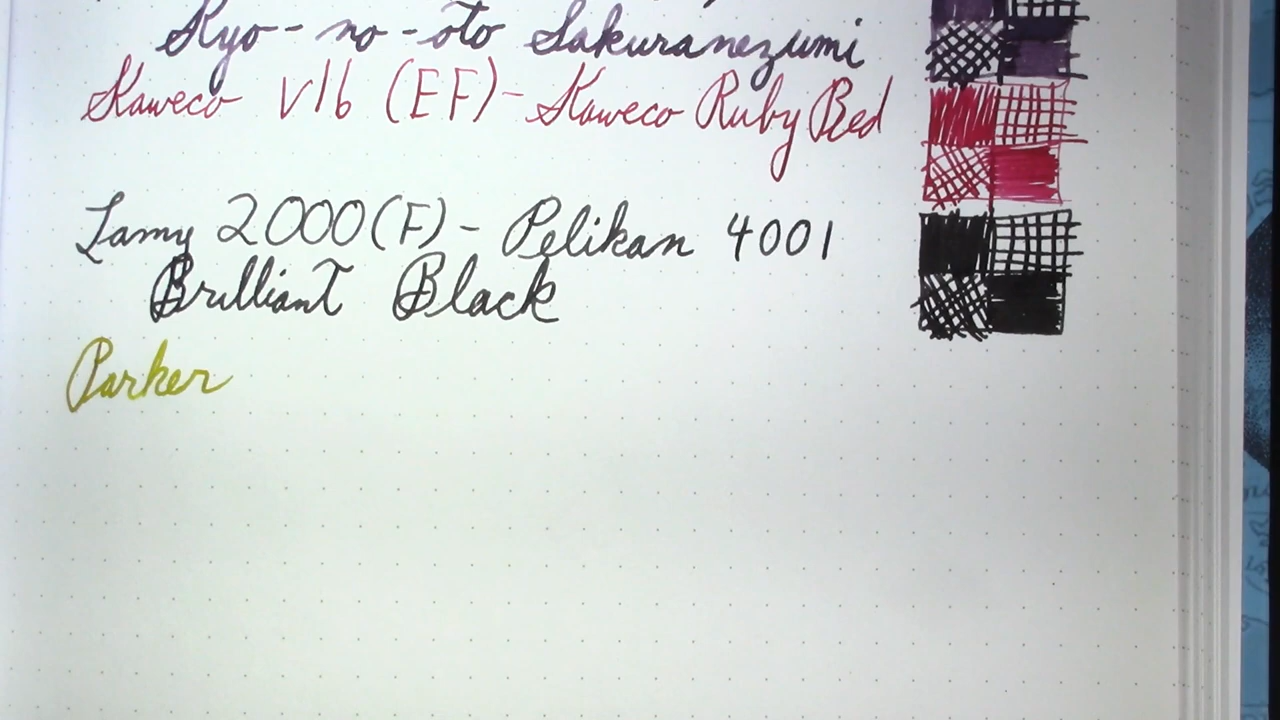 Kyo-no-oto Sakuranezumi
Kaweco V16 (EF)- Kaweco Ruby Red
Lamy 2000(F)- Pelikan 4001
Brilliant Black
Parker